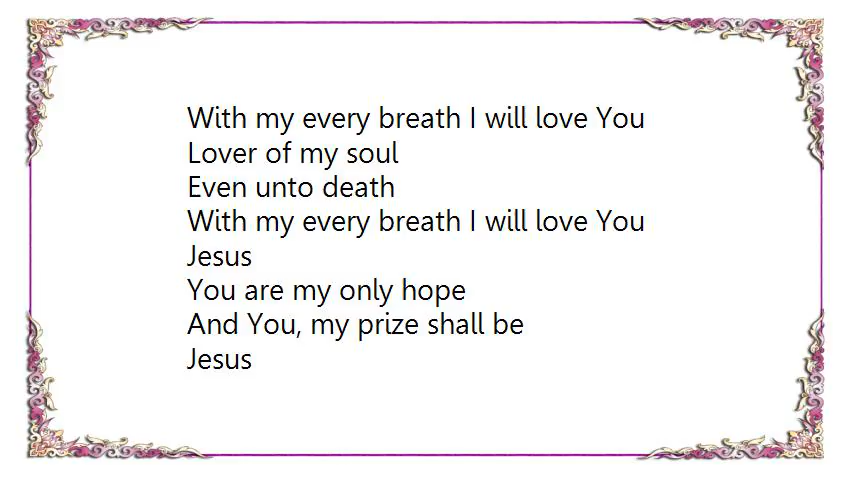 With my every breath I will love You
Lover of my soul
Even unto death
With my every breath I will love You
Jesus
You are my only hope
And You, my prize shall be
Jesus